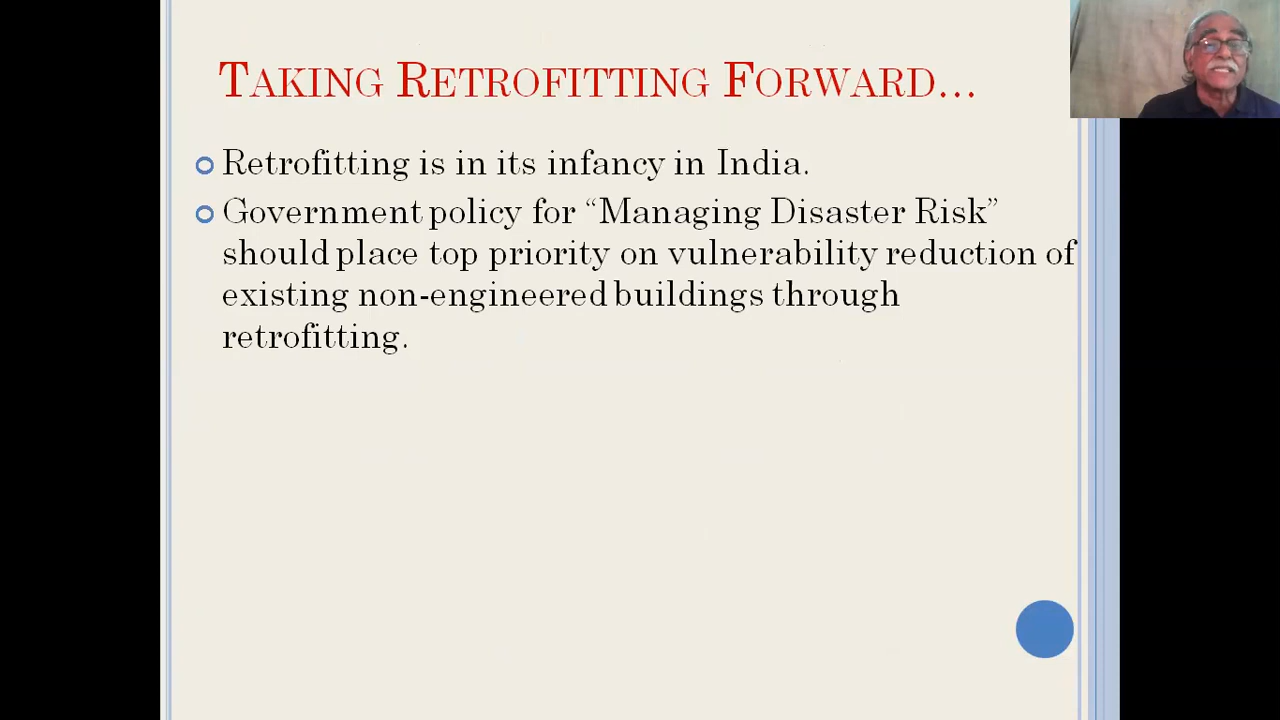 TAKING RETROFITTING FORWARD...
Retrofitting is in its infancy in India.
Government policy for “Managing Disaster Risk”
should place top priority on vulnerability reduction of
existing non-engineered buildings through
retrofitting.